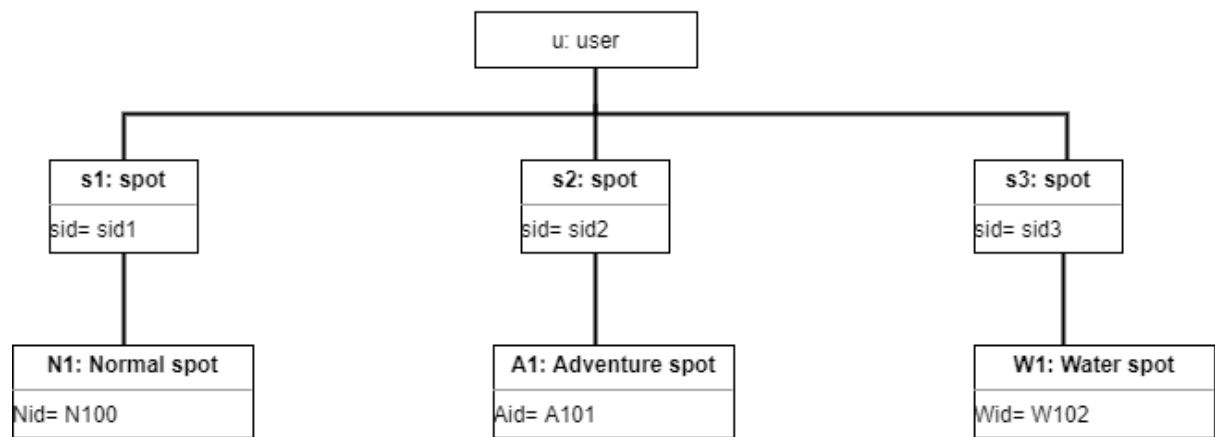 u: user
s1: spot
sid= sid1
s2: spot
sid= sid2
s3: spot
sid= sid3
N1: Normal spot
Nid= N100
A1: Adventure spot
Aid= A101
W1: Water spot
Wid= W102